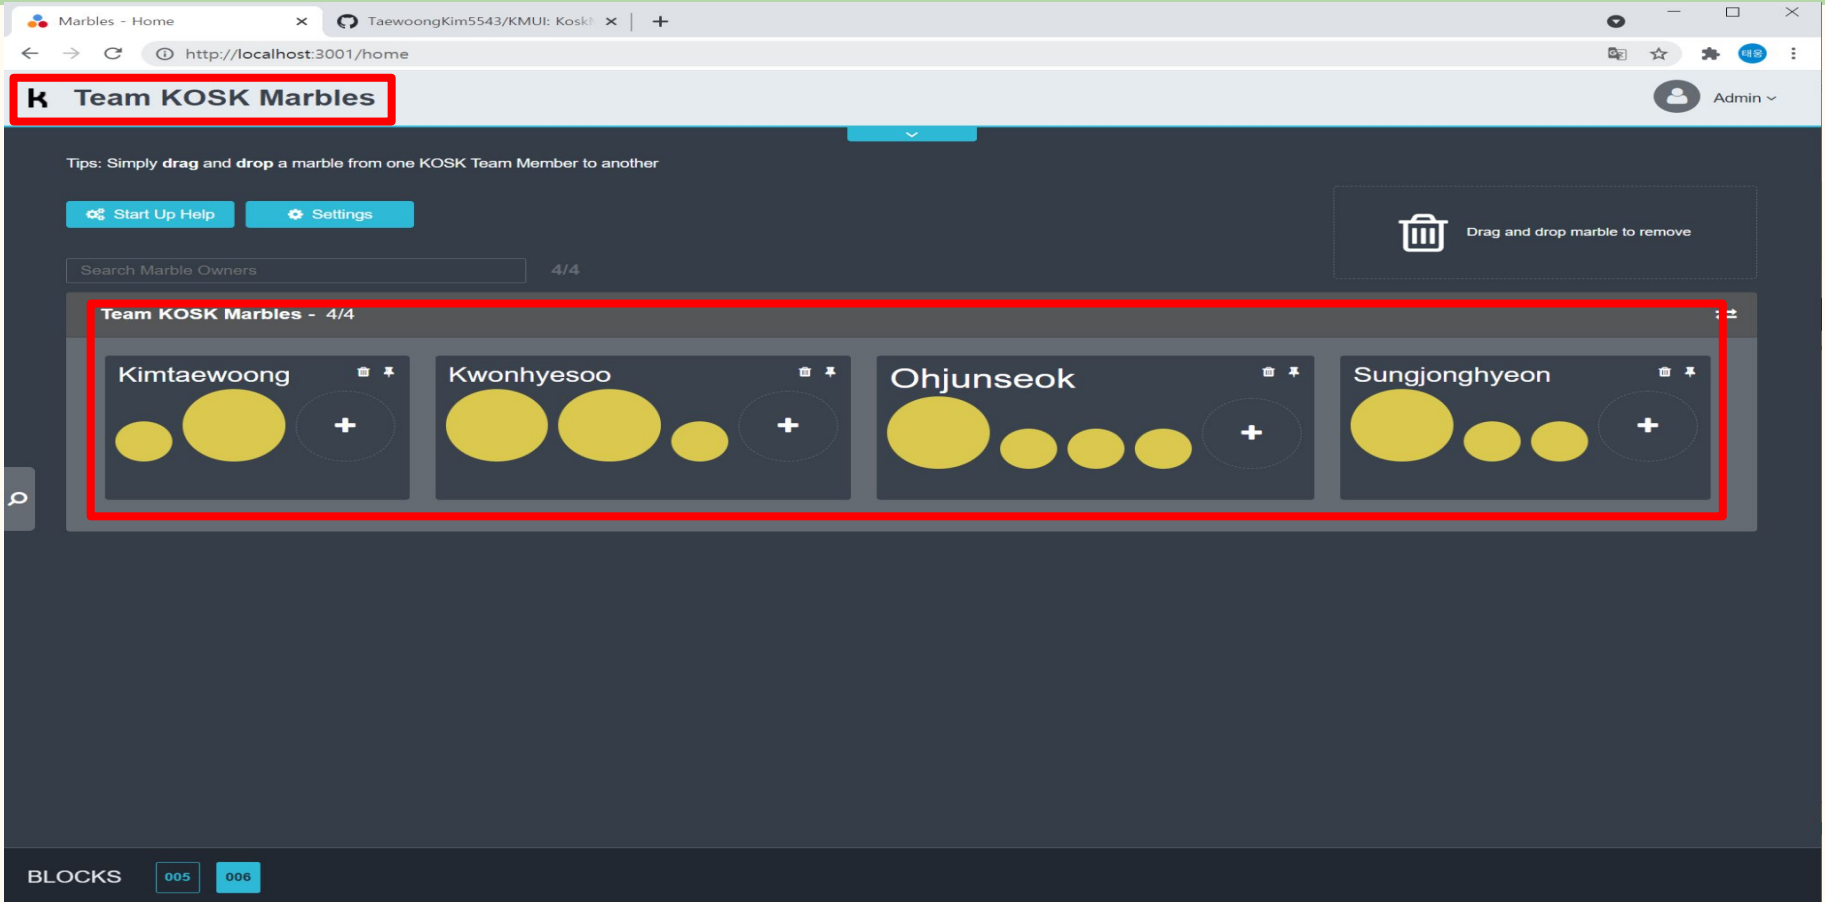 Marbles - Home
TaewoongKim5543/KMUI: Kosk
http://localhost:3001/home
태웅
k Team KOSK Marbles
Admin
Tips: Simply drag and drop a marble from one KOSK Team Member to another
Start Up Help
Settings
Drag and drop marble to remove
Search Marble Owners
4/4
Team KOSK Marbles - 4/4
Kimtaewoong
Kwonhyesoo
Ohjunseok
Sungjonghyeon
BLOCKS
005
006